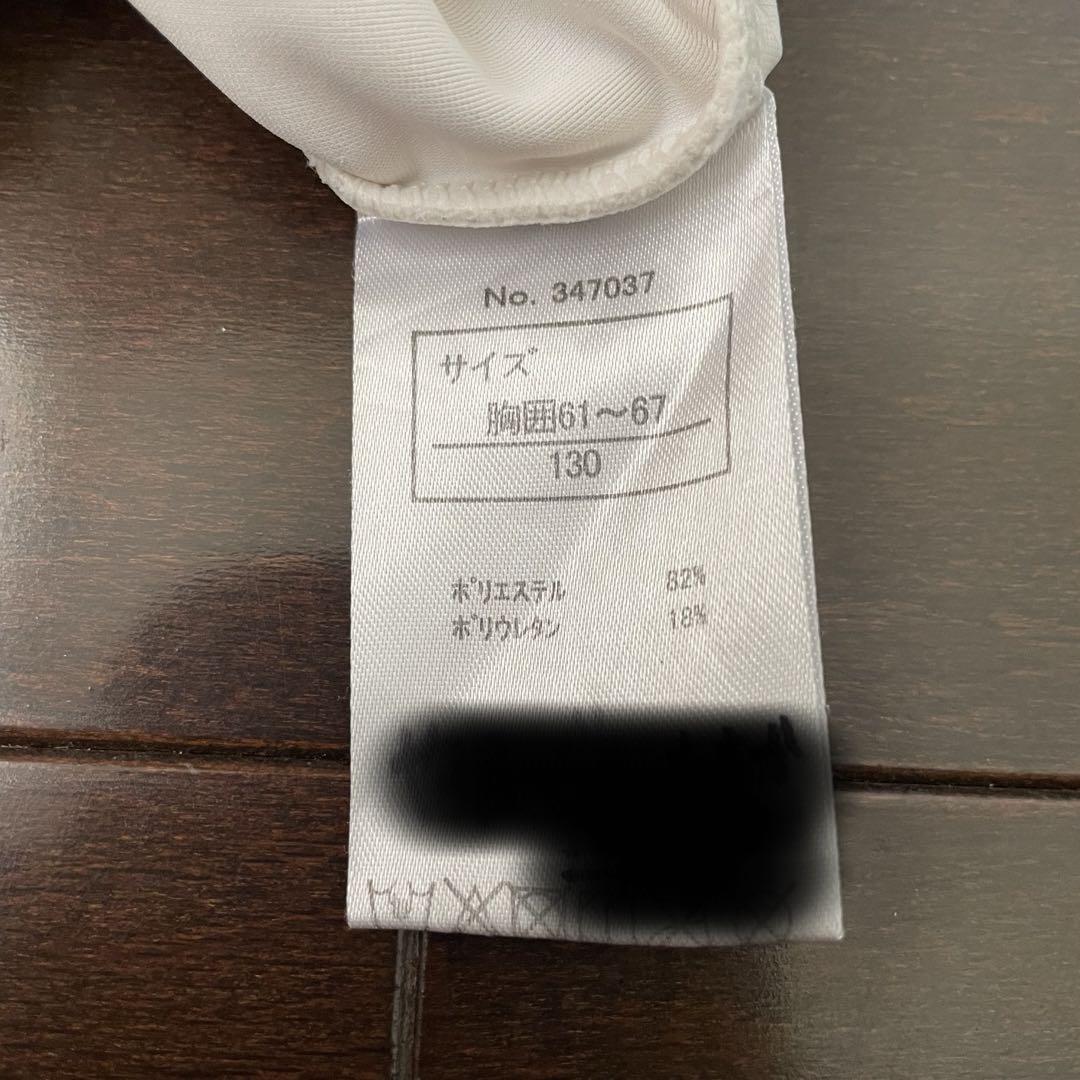 No. 347037
サイズ
胸囲61～67
130
ポリエステル 82%
ポリウレタン 18%